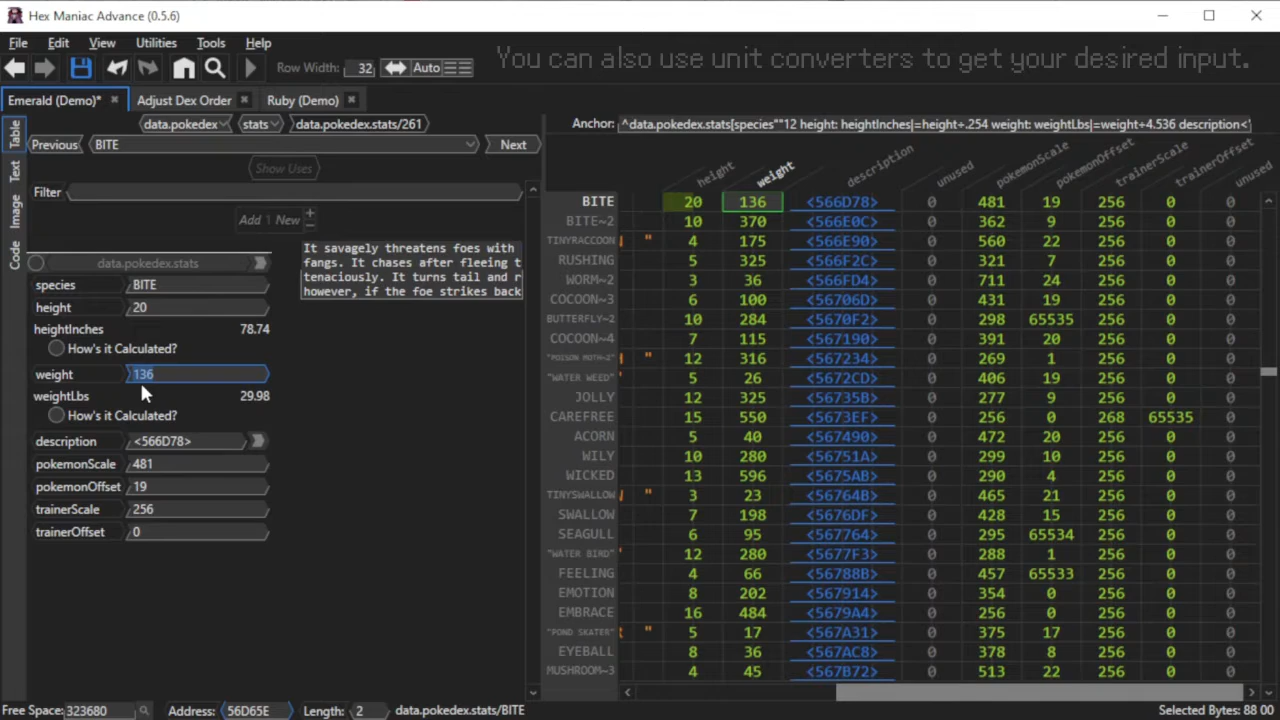 Hex Maniac Advance (0.5.6)
File Edit View Utilities Tools Help
You can also use unit converters to get your desired input.
Row Width: 32 Auto
Emerald (Demo)* Adjust Dex Order Ruby (Demo)
Table
Text
Image
Code
data.pokedex stats data.pokedex.stats/261
Previous BITE Next
Show Uses
Filter
Add 1 New
data.pokedex.stats
species BITE
height 20
heightInches 78.74
How's it Calculated?
weight 136
weightLbs 29.98
How's it Calculated?
description <566D78>
pokemonScale 481
pokemonOffset 19
trainerScale 256
trainerOffset 0
It savagely threatens foes with
fangs. It chases after fleeing t
tenaciously. It turns tail and r
however, if the foe strikes back
Anchor: ^data.pokedex.stats[species""12 height: heightInches|=height÷.254 weight: weightLbs|=weight÷4.536 description<
height weight description unused pokemonScale pokemonOffset trainerScale trainerOffset unused
BITE 20 136 <566D78> 0 481 19 256 0 0
BITE~2 10 370 <566E0C> 0 362 9 256 0 0
TINYRACCOON " 4 175 <566E90> 0 560 22 256 0 0
RUSHING 5 325 <566F2C> 0 321 7 256 0 0
WORM~2 3 36 <566FD4> 0 711 24 256 0 0
COCOON~3 6 100 <56706D> 0 431 19 256 0 0
BUTTERFLY~2 10 284 <5670F2> 0 298 65535 256 0 0
COCOON~4 7 115 <567190> 0 391 20 256 0 0
"POISON MOTH~2" " 12 316 <567234> 0 269 1 256 0 0
"WATER WEED" " 5 26 <5672CD> 0 406 19 256 0 0
JOLLY 12 325 <56735B> 0 277 9 256 0 0
CAREFREE 15 550 <5673EF> 0 256 0 268 65535 0
ACORN 5 40 <567490> 0 472 20 256 0 0
WILY 10 280 <56751A> 0 299 10 256 0 0
WICKED 13 596 <5675AB> 0 290 4 256 0 0
TINYSWALLOW " 3 23 <56764B> 0 465 21 256 0 0
SWALLOW 7 198 <5676DF> 0 428 15 256 0 0
SEAGULL 6 95 <567764> 0 295 65534 256 0 0
"WATER BIRD" " 12 280 <5677F3> 0 288 1 256 0 0
FEELING 4 66 <56788B> 0 457 65533 256 0 0
EMOTION 8 202 <567914> 0 354 0 256 0 0
EMBRACE 16 484 <5679A4> 0 256 0 256 0 0
"POND SKATER" " 5 17 <567A31> 0 375 17 256 0 0
EYEBALL 8 36 <567AC8> 0 378 8 256 0 0
MUSHROOM~3 4 45 <567B72> 0 513 22 256 0 0
Free Space: 323680 Address: 56D65E Length: 2 data.pokedex.stats/BITE Selected Bytes: 88 00